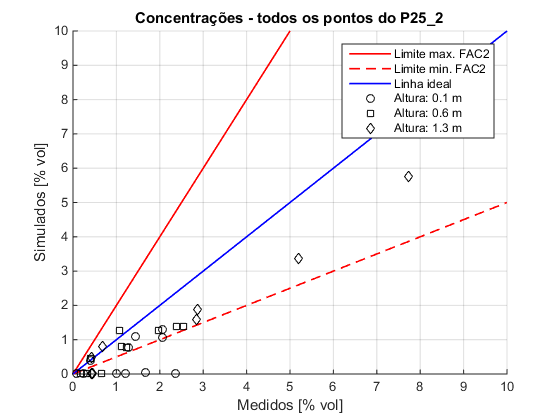 Concentrações - todos os pontos do P25_2
10
9
8
7
6
5
4
3
2
1
0
Simulados [% vol]
Limite max. FAC2
Limite min. FAC2
Linha ideal
Altura: 0.1 m
Altura: 0.6 m
Altura: 1.3 m
0 1 2 3 4 5 6 7 8 9 10
Medidos [% vol]